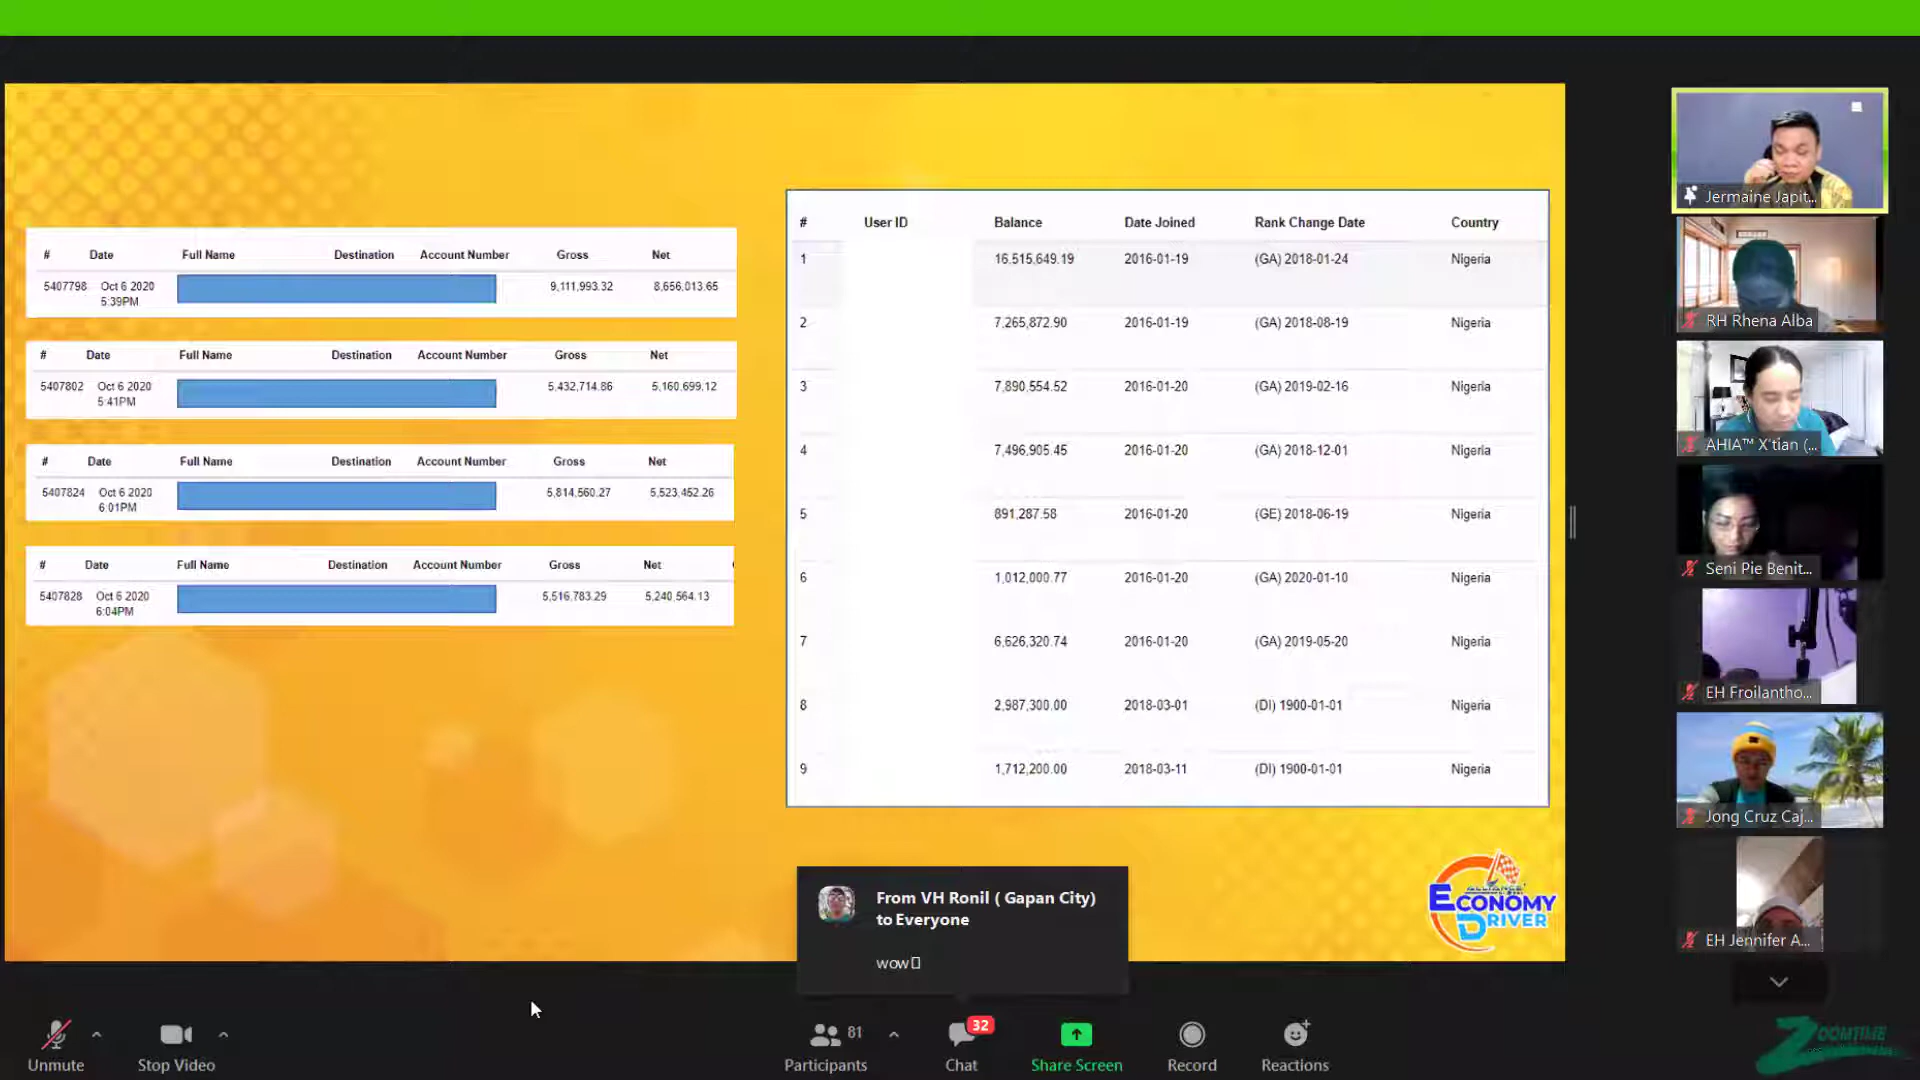 # Date Full Name Destination Account Number Gross Net
5407798 Oct 6 2020 9,111,993.32 8,656,013.65
5:39PM
# Date Full Name Destination Account Number Gross Net
5407802 Oct 6 2020 5,432,714.86 5,160,699.12
5:41PM
# Date Full Name Destination Account Number Gross Net
5407824 Oct 6 2020 5,814,560.27 5,523,452.26
6:01PM
# Date Full Name Destination Account Number Gross Net
5407828 Oct 6 2020 5,516,783.29 5,240,564.13
6:04PM
# User ID Balance Date Joined Rank Change Date Country
1 16,515,649.19 2016-01-19 (GA) 2018-01-24 Nigeria
2 7,265,872.90 2016-01-19 (GA) 2018-08-19 Nigeria
3 7,890,554.52 2016-01-20 (GA) 2019-02-16 Nigeria
4 7,496,905.45 2016-01-20 (GA) 2018-12-01 Nigeria
5 891,287.58 2016-01-20 (GE) 2018-06-19 Nigeria
6 1,012,000.77 2016-01-20 (GA) 2020-01-10 Nigeria
7 6,626,320.74 2016-01-20 (GA) 2019-05-20 Nigeria
8 2,987,300.00 2018-03-01 (DI) 1900-01-01 Nigeria
9 1,712,200.00 2018-03-11 (DI) 1900-01-01 Nigeria
ALLIANCE
ECONOMY
DRIVER
From VH Ronil ( Gapan City)
to Everyone
wow
Jermaine Japit...
RH Rhena Alba
AHIA™ X'tian (...
Seni Pie Benit...
EH Froilantho...
Jong Cruz Caj...
EH Jennifer A...
Unmute
Stop Video
81
Participants
32
Chat
Share Screen
Record
Reactions
ZOOMTIME